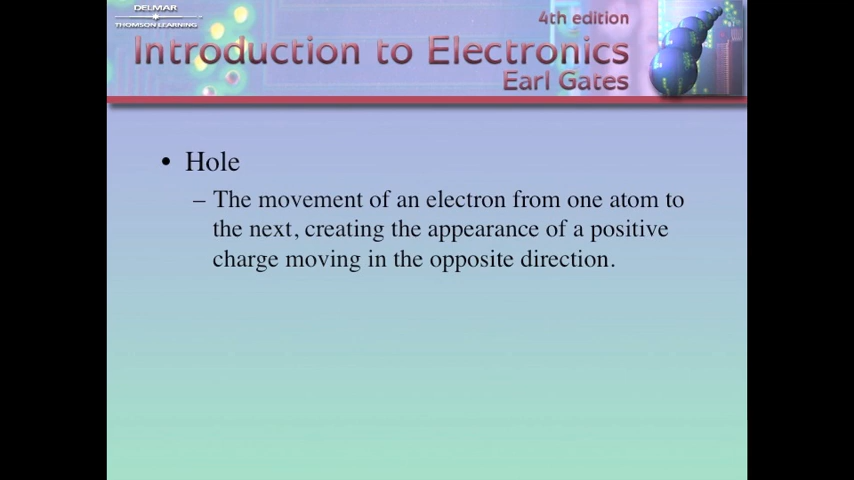 DELMAR
THOMSON LEARNING
4th edition
Introduction to Electronics
Earl Gates
• Hole
– The movement of an electron from one atom to
the next, creating the appearance of a positive
charge moving in the opposite direction.